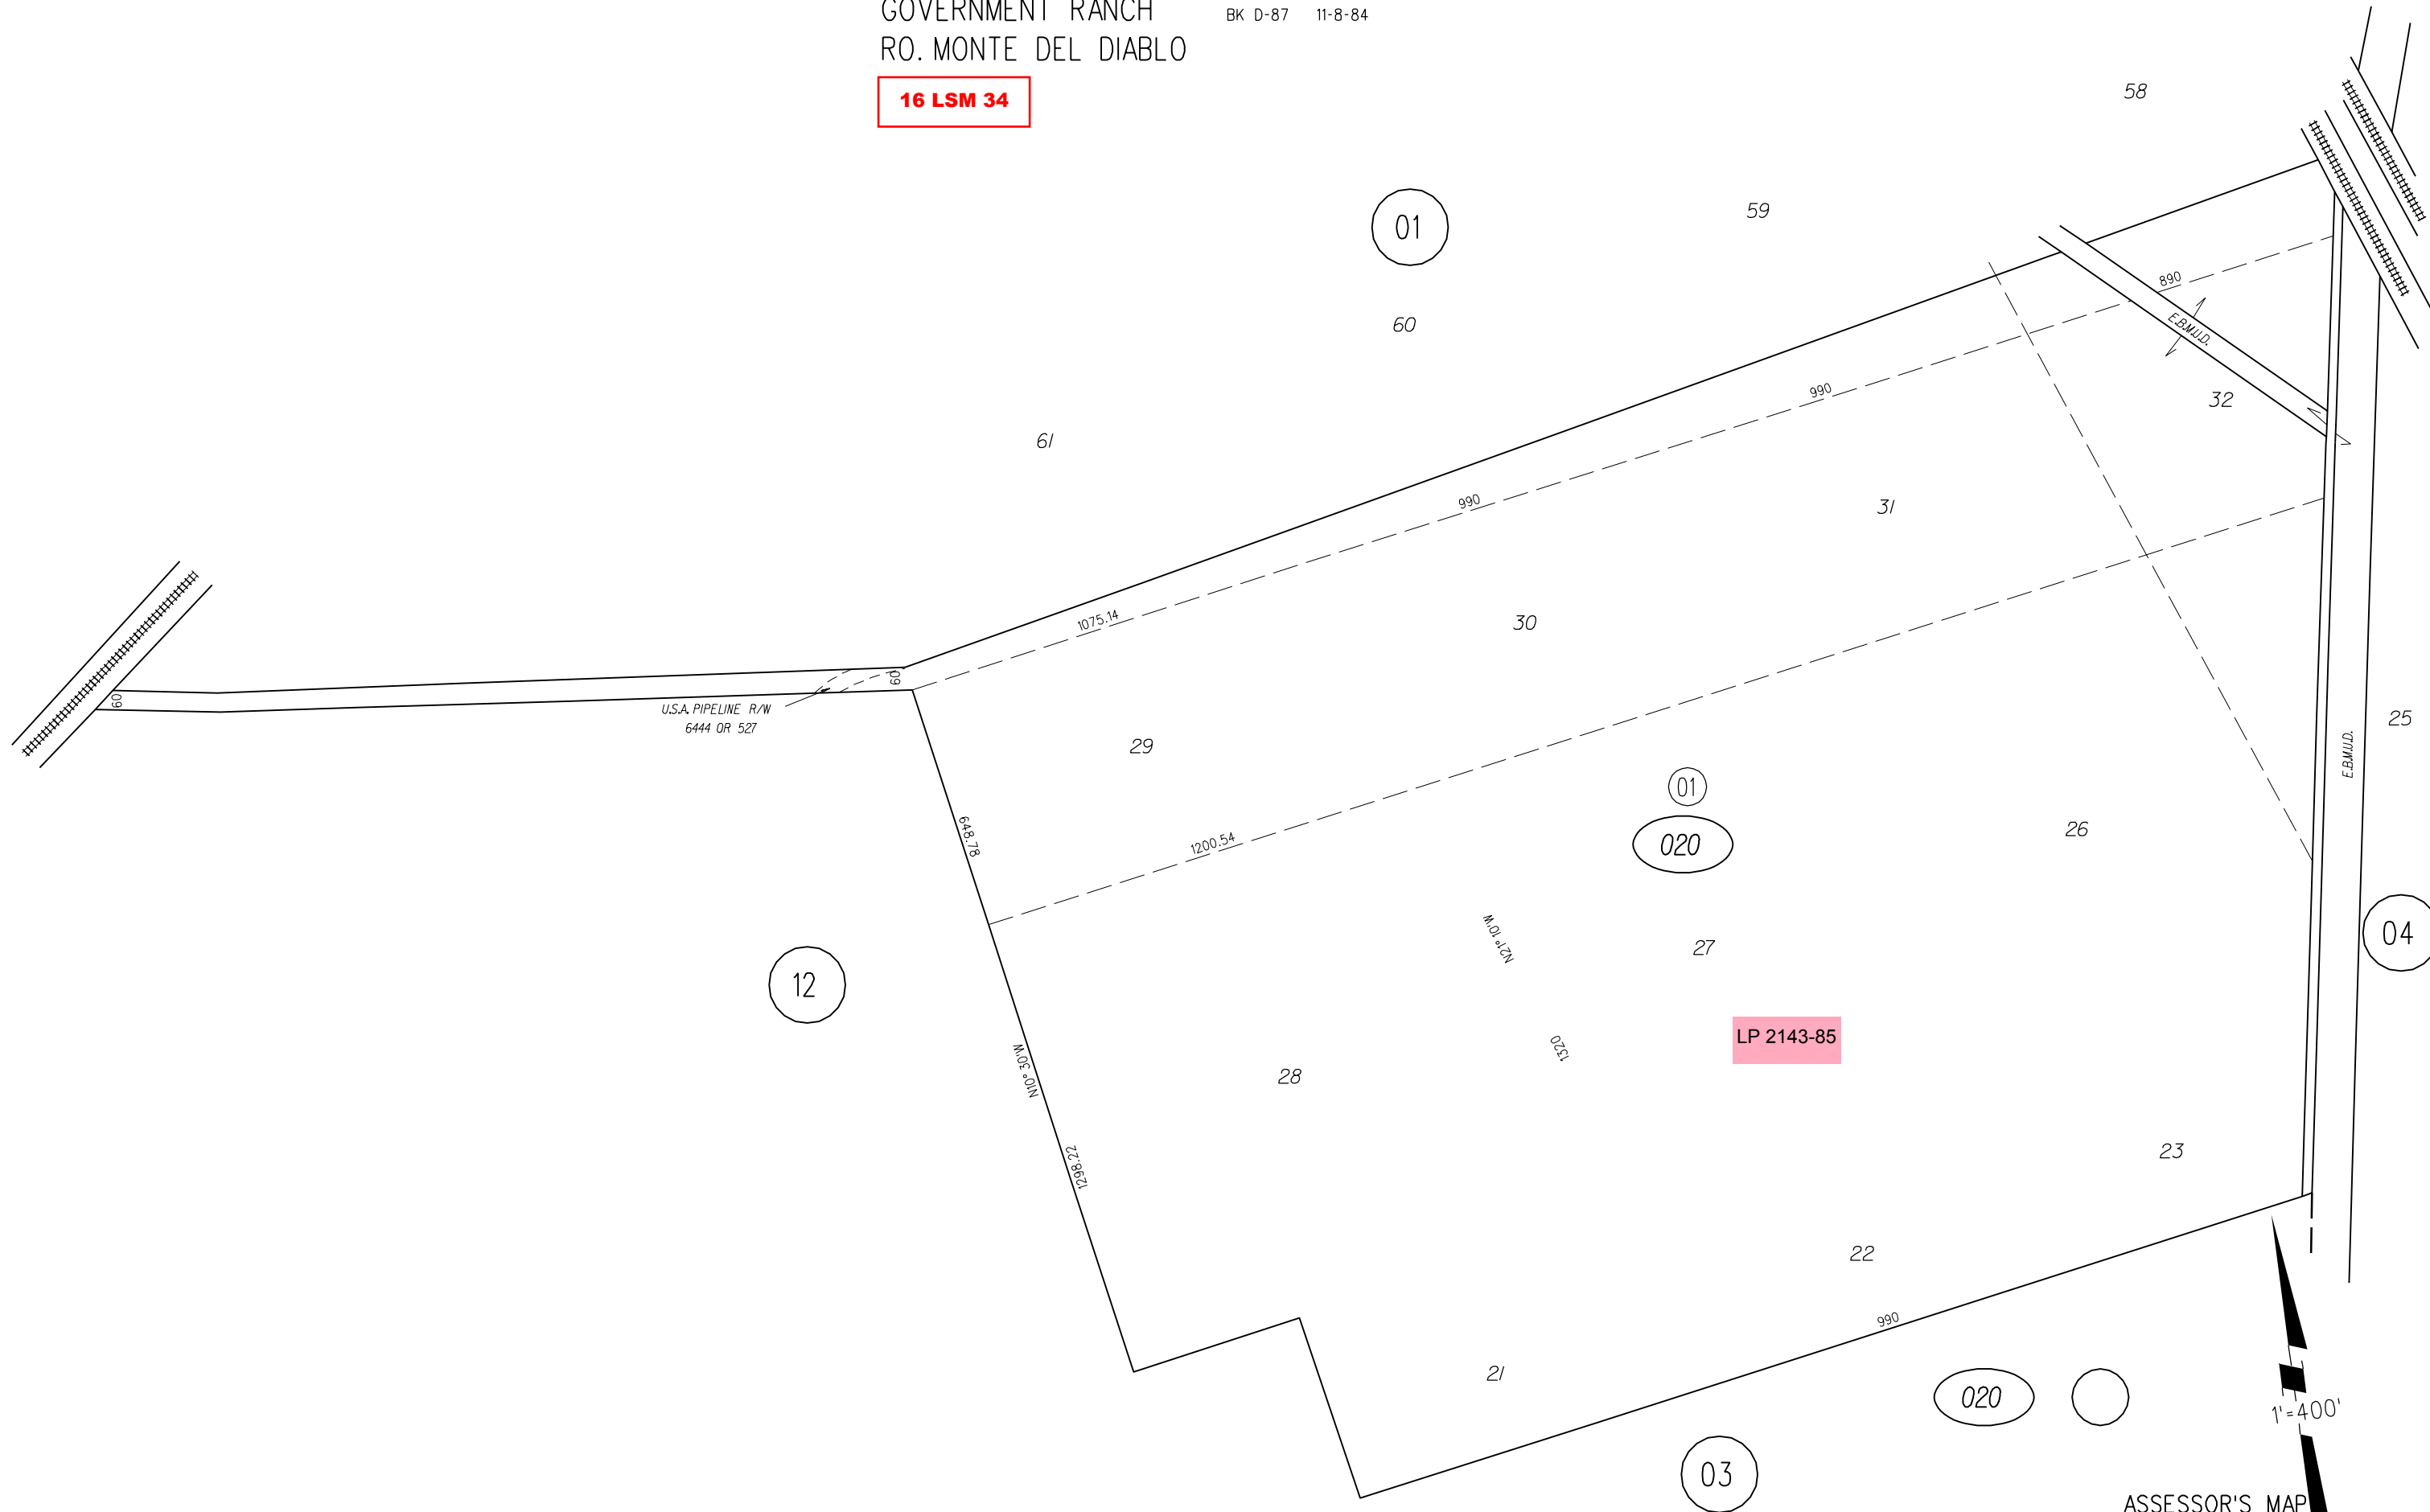 GOVERNMENT RANCH
BK D-87 11-8-84
RO. MONTE DEL DIABLO
16 LSM 34
58
59
01
60
61
890
E.B.M.U.D.
32
990
990
31
1075.14
30
60
60
U.S.A. PIPELINE R/W
6444 OR 527
29
25
E.B.M.U.D.
01
020
26
648.78
1200.54
N21°10'W
27
04
12
LP 2143-85
1320
28
N10°30'W
1298.22
23
22
990
21
020
1'=400'
03
ASSESSOR'S MAP